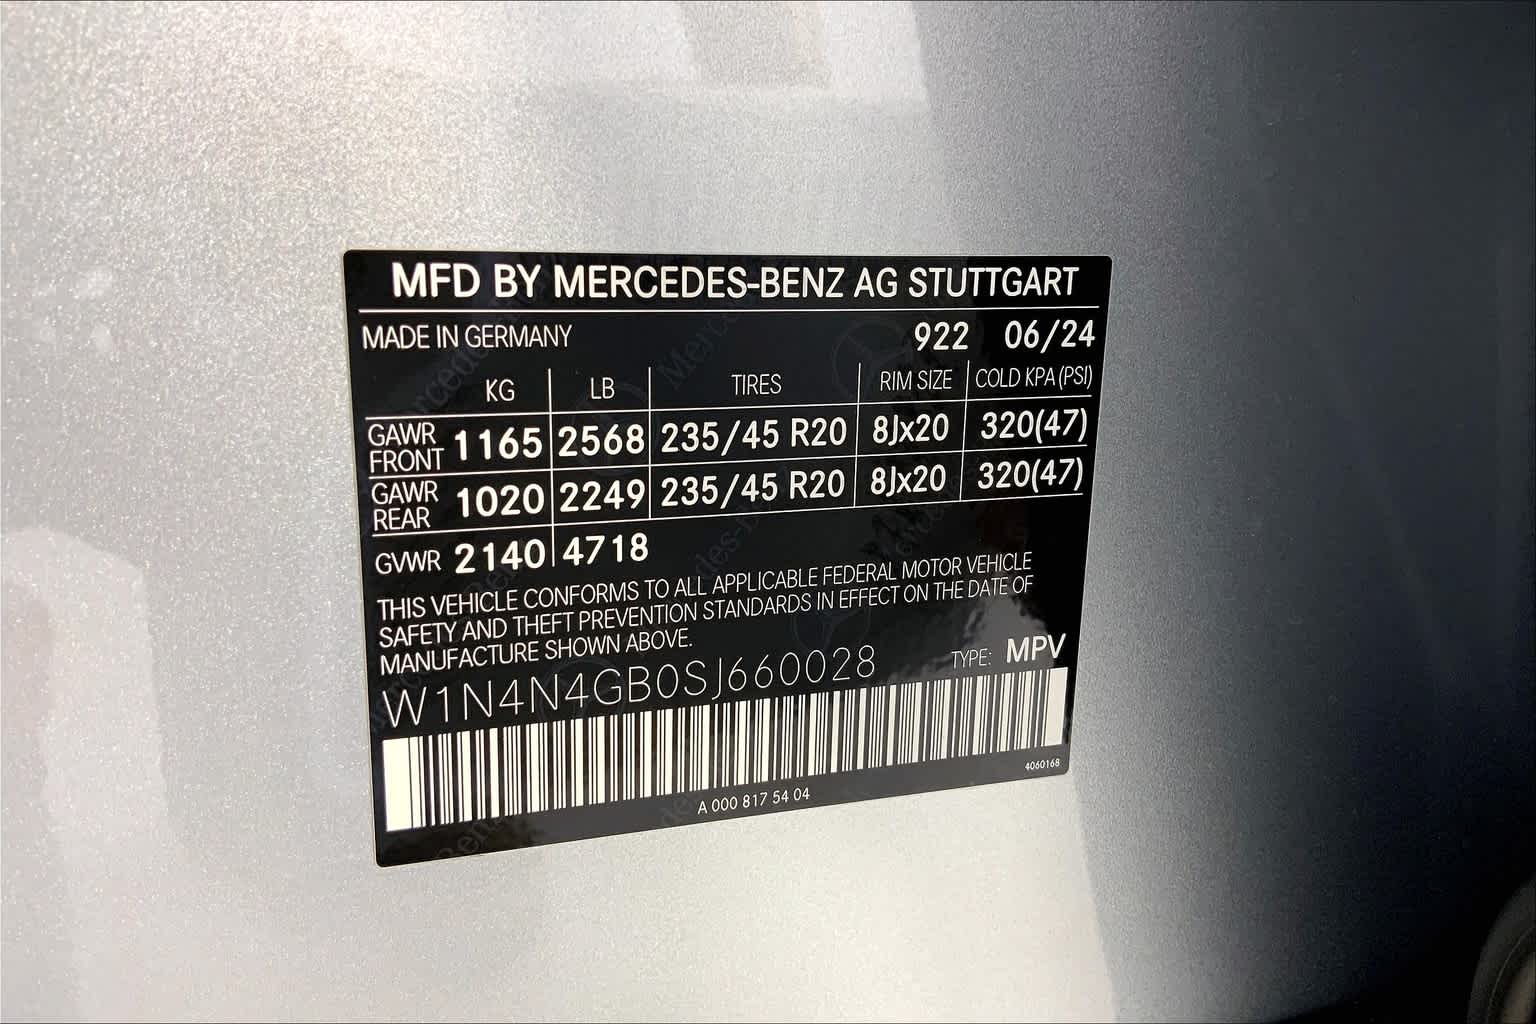 MFD BY MERCEDES-BENZ AG STUTTGART
MADE IN GERMANY 922 06/24
KG LB TIRES RIM SIZE COLD KPA (PSI)
GAWR FRONT 1165 2568 235/45 R20 8Jx20 320(47)
GAWR REAR 1020 2249 235/45 R20 8Jx20 320(47)
GVWR 2140 4718
THIS VEHICLE CONFORMS TO ALL APPLICABLE FEDERAL MOTOR VEHICLE
SAFETY AND THEFT PREVENTION STANDARDS IN EFFECT ON THE DATE OF
MANUFACTURE SHOWN ABOVE.
W1N4N4GB0SJ660028 TYPE: MPV
4060168
A 000 817 54 04